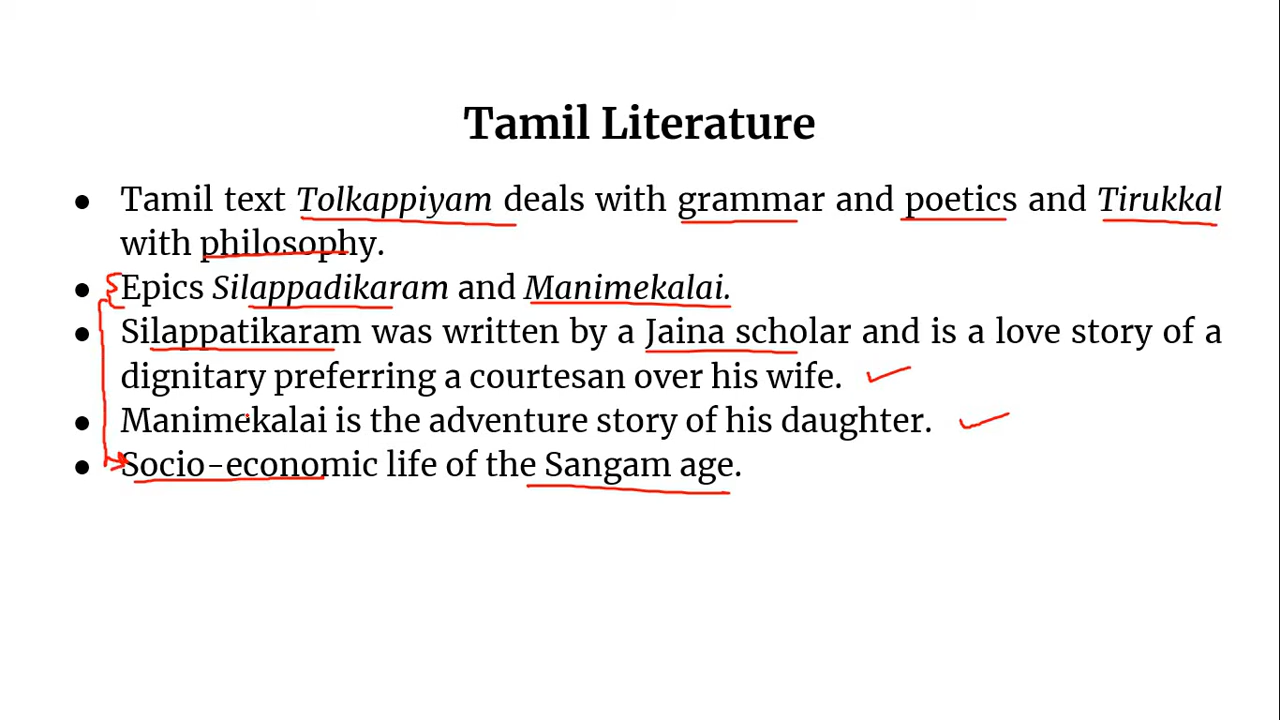 Tamil Literature
● Tamil text Tolkappiyam deals with grammar and poetics and Tirukkal
with philosophy.
● Epics Silappadikaram and Manimekalai.
● Silappatikaram was written by a Jaina scholar and is a love story of a
dignitary preferring a courtesan over his wife.
● Manimekalai is the adventure story of his daughter.
● Socio-economic life of the Sangam age.